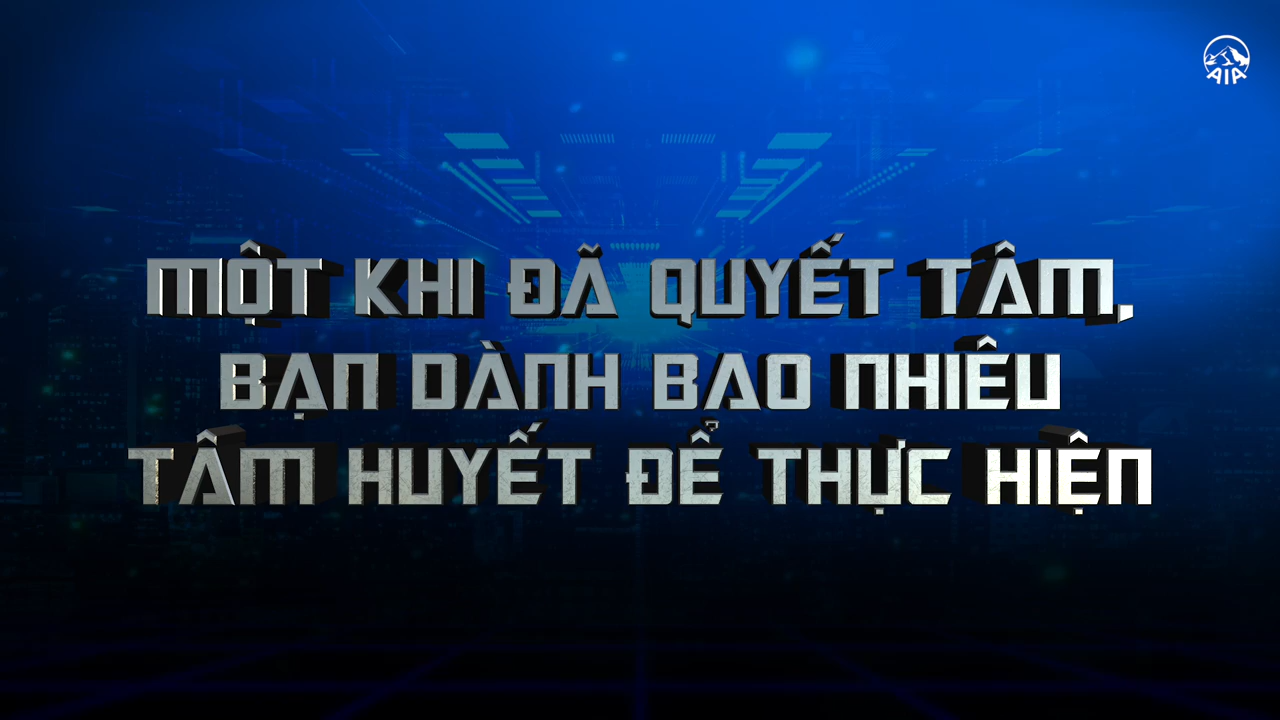 AIA
MỘT KHI ĐÃ QUYẾT TÂM,
BẠN DÀNH BAO NHIÊU
TÂM HUYẾT ĐỂ THỰC HIỆN